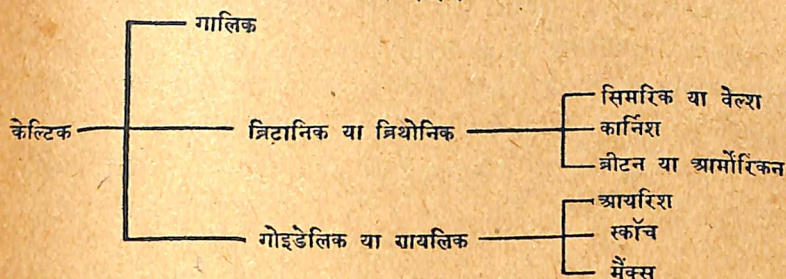 गालिक
सिमरिक या वेल्श
केल्टिक
ब्रिटानिक या ब्रिथोनिक
कार्निश
ब्रीटन या आर्मोरिकन
आयरिश
गोइडेलिक या गायलिक
स्कॉच
मैंक्स